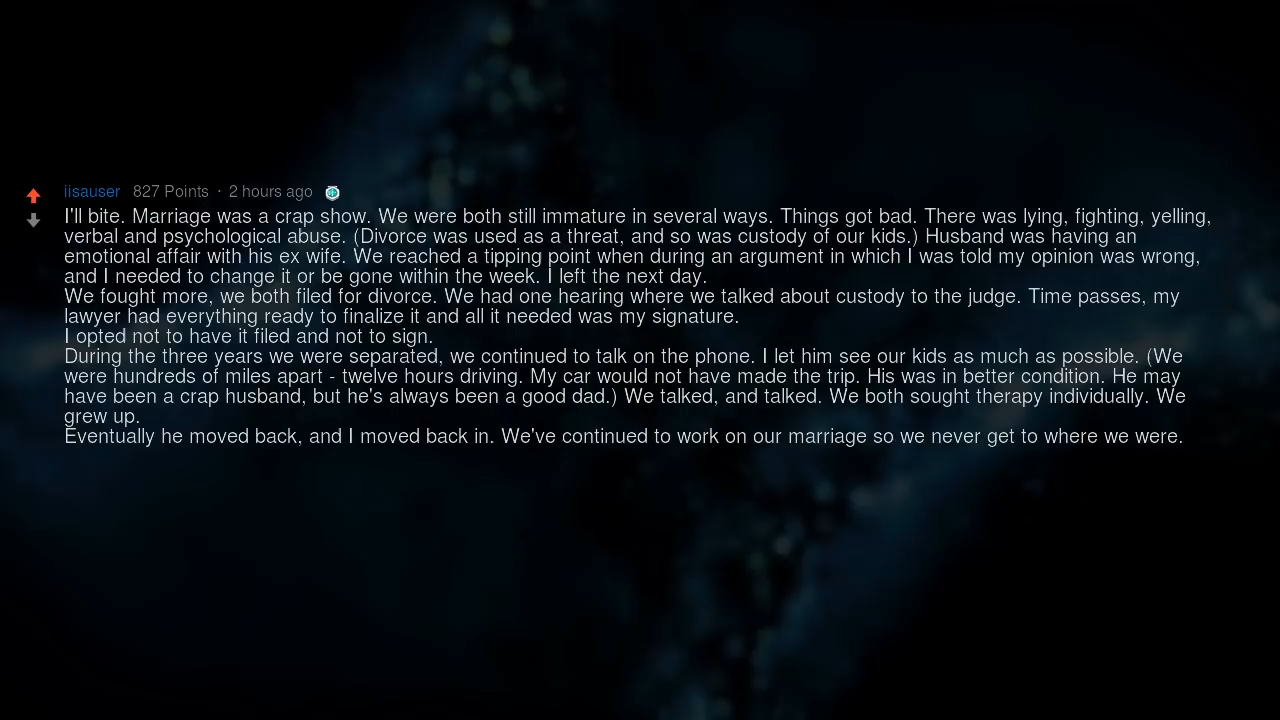 iisauser 827 Points · 2 hours ago
I'll bite. Marriage was a crap show. We were both still immature in several ways. Things got bad. There was lying, fighting, yelling,
verbal and psychological abuse. (Divorce was used as a threat, and so was custody of our kids.) Husband was having an
emotional affair with his ex wife. We reached a tipping point when during an argument in which I was told my opinion was wrong,
and I needed to change it or be gone within the week. I left the next day.
We fought more, we both filed for divorce. We had one hearing where we talked about custody to the judge. Time passes, my
lawyer had everything ready to finalize it and all it needed was my signature.
I opted not to have it filed and not to sign.
During the three years we were separated, we continued to talk on the phone. I let him see our kids as much as possible. (We
were hundreds of miles apart - twelve hours driving. My car would not have made the trip. His was in better condition. He may
have been a crap husband, but he's always been a good dad.) We talked, and talked. We both sought therapy individually. We
grew up.
Eventually he moved back, and I moved back in. We've continued to work on our marriage so we never get to where we were.